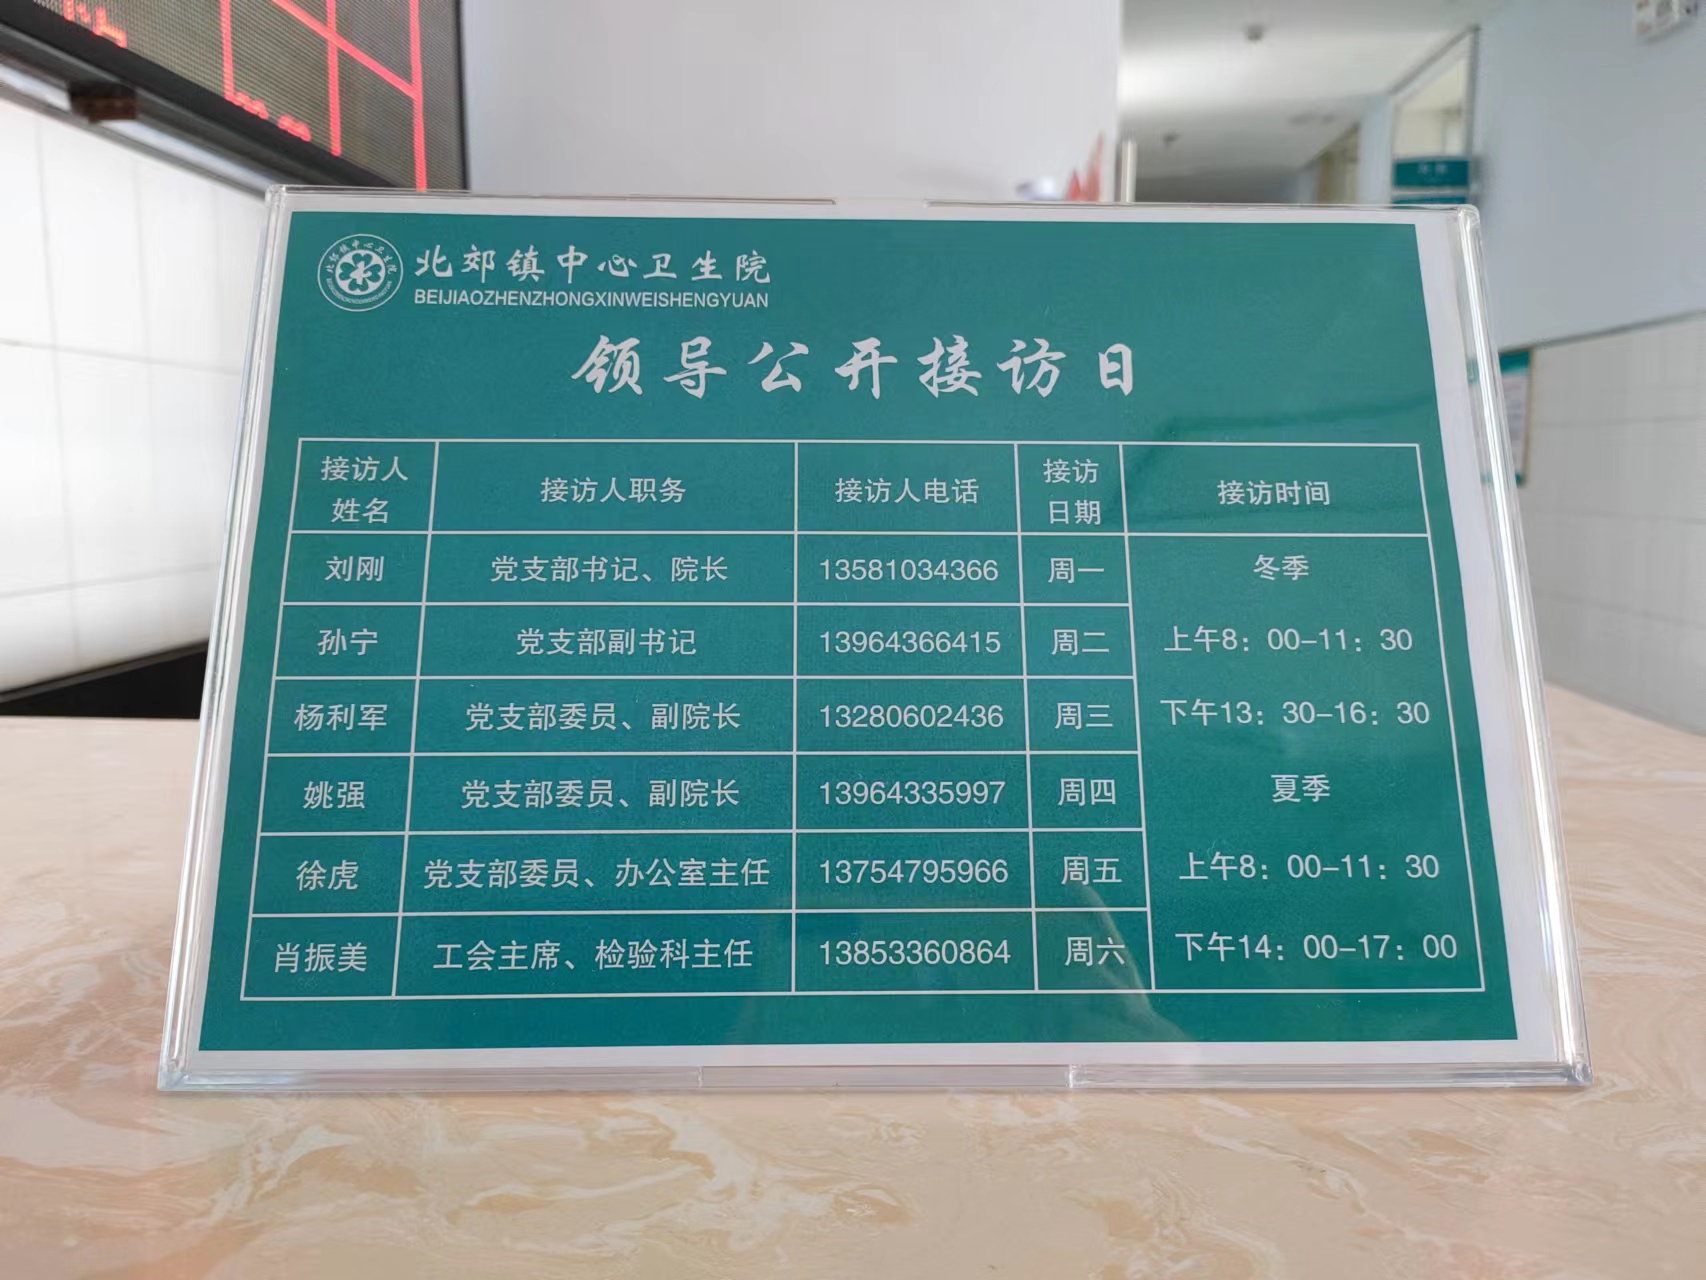 北郊镇中心卫生院
BEIJIAOZHENZHONGXINWEISHENGYUAN
领导公开接访日
接访人姓名 接访人职务 接访人电话 接访日期 接访时间
刘刚 党支部书记、院长 13581034366 周一 冬季
孙宁 党支部副书记 13964366415 周二 上午8：00-11：30
杨利军 党支部委员、副院长 13280602436 周三 下午13：30-16：30
姚强 党支部委员、副院长 13964335997 周四 夏季
徐虎 党支部委员、办公室主任 13754795966 周五 上午8：00-11：30
肖振美 工会主席、检验科主任 13853360864 周六 下午14：00-17：00